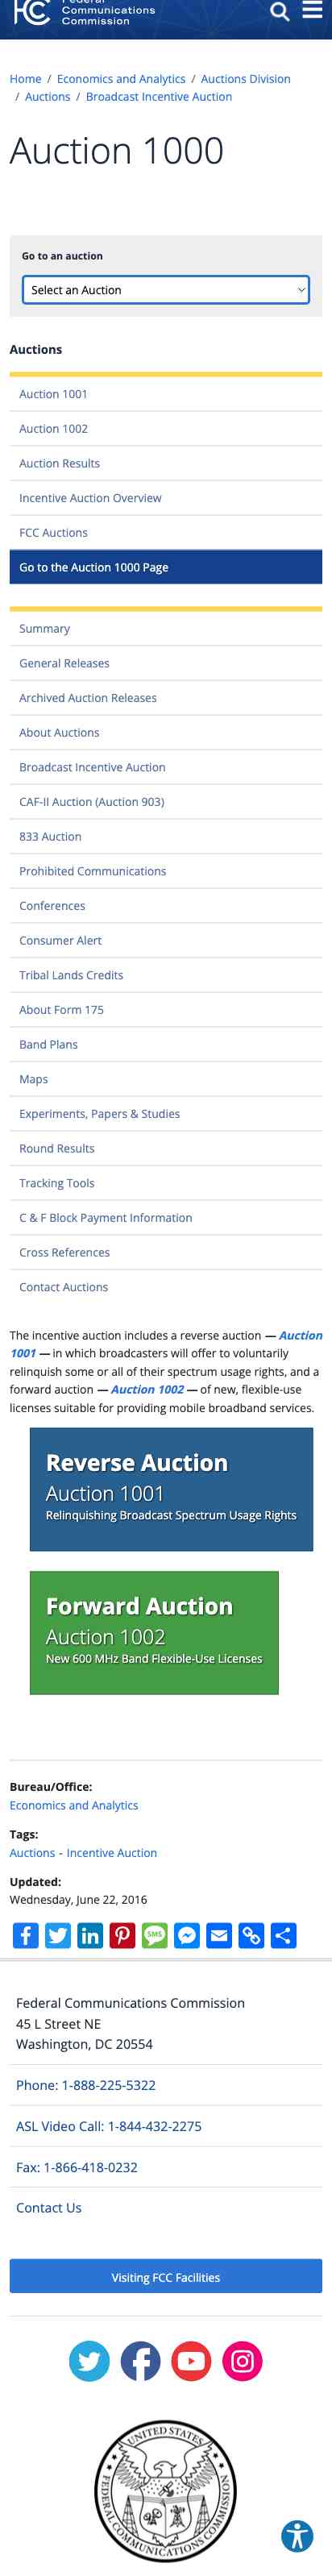 Federal
Communications
Commission
Home / Economics and Analytics / Auctions Division
/ Auctions / Broadcast Incentive Auction
Auction 1000
Go to an auction
Select an Auction
Auctions
Auction 1001
Auction 1002
Auction Results
Incentive Auction Overview
FCC Auctions
Go to the Auction 1000 Page
Summary
General Releases
Archived Auction Releases
About Auctions
Broadcast Incentive Auction
CAF-II Auction (Auction 903)
833 Auction
Prohibited Communications
Conferences
Consumer Alert
Tribal Lands Credits
About Form 175
Band Plans
Maps
Experiments, Papers & Studies
Round Results
Tracking Tools
C & F Block Payment Information
Cross References
Contact Auctions
The incentive auction includes a reverse auction — Auction
1001 — in which broadcasters will offer to voluntarily
relinquish some or all of their spectrum usage rights, and a
forward auction — Auction 1002 — of new, flexible-use
licenses suitable for providing mobile broadband services.
Reverse Auction
Auction 1001
Relinquishing Broadcast Spectrum Usage Rights
Forward Auction
Auction 1002
New 600 MHz Band Flexible-Use Licenses
Bureau/Office:
Economics and Analytics
Tags:
Auctions - Incentive Auction
Updated:
Wednesday, June 22, 2016
SMS
Federal Communications Commission
45 L Street NE
Washington, DC 20554
Phone: 1-888-225-5322
ASL Video Call: 1-844-432-2275
Fax: 1-866-418-0232
Contact Us
Visiting FCC Facilities
UNITED STATES
FEDERAL COMMUNICATIONS COMMISSION